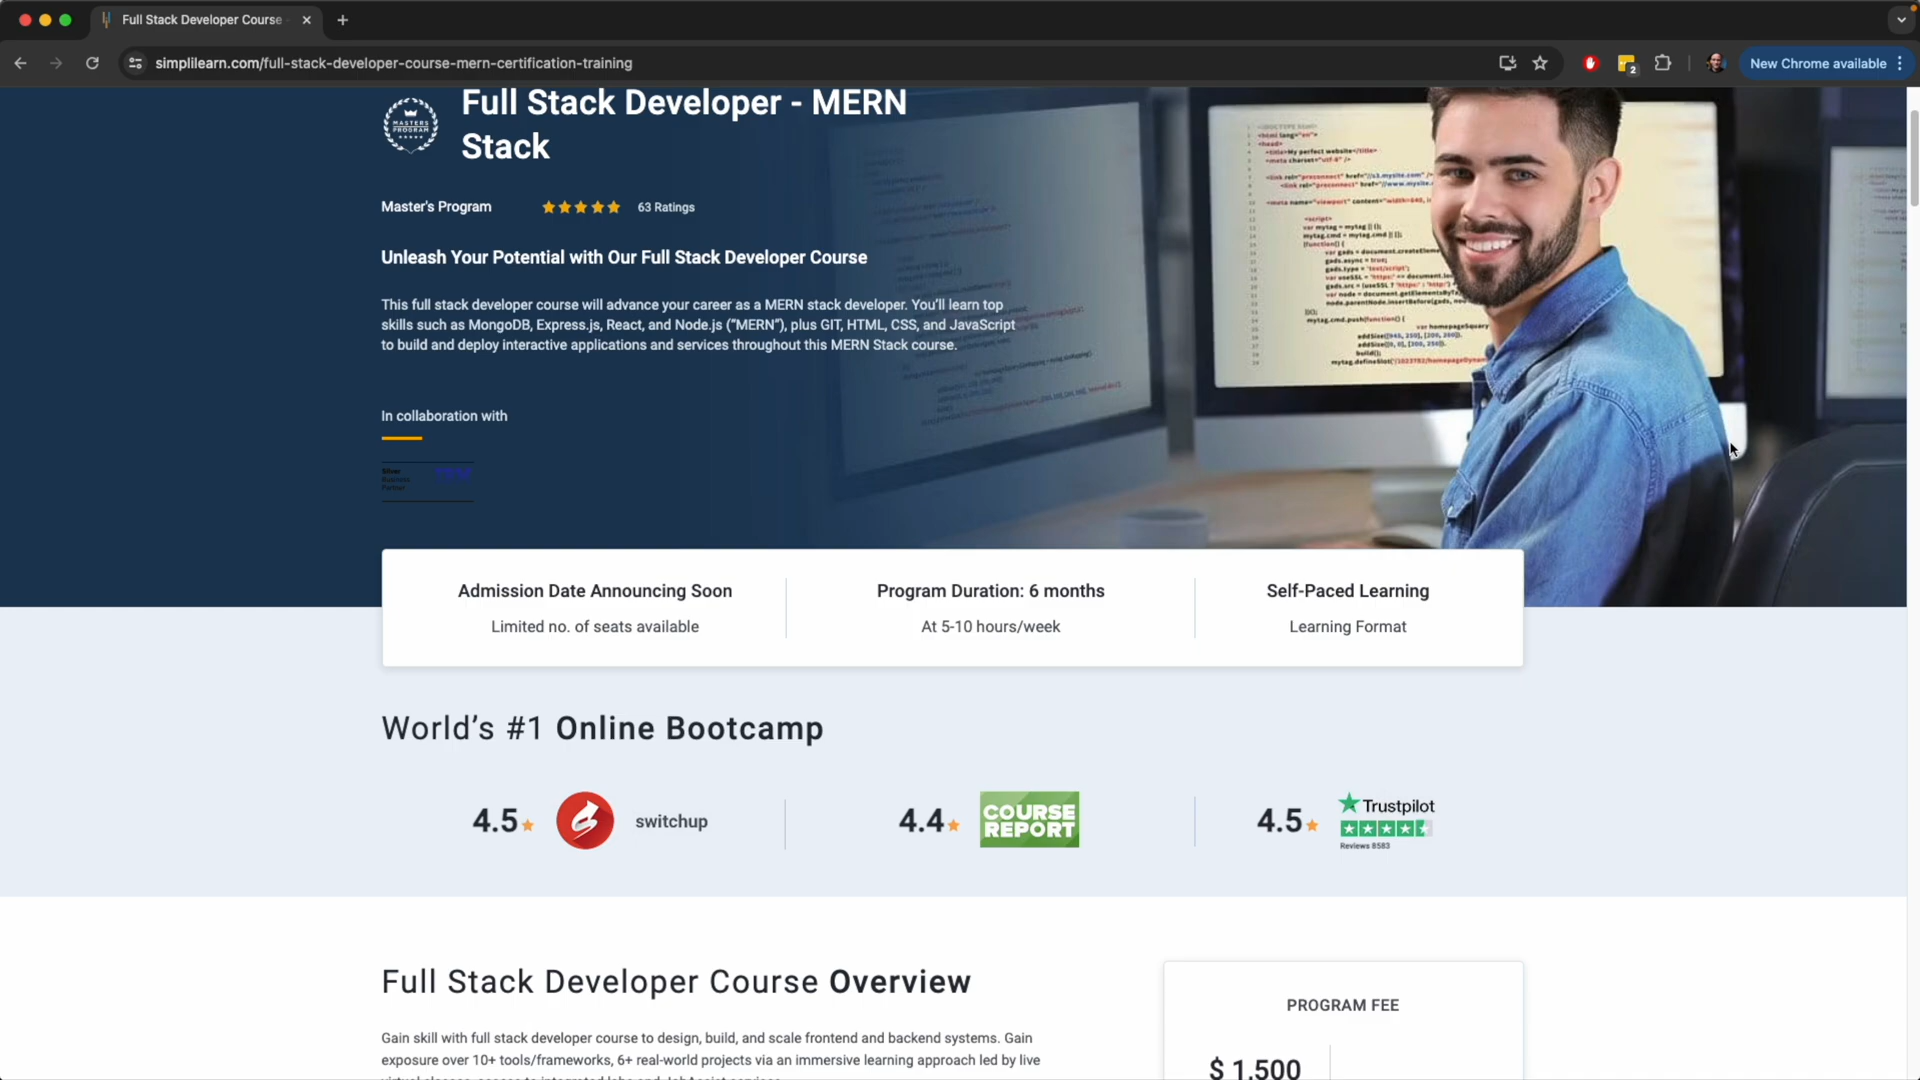 Full Stack Developer Course
simplilearn.com/full-stack-developer-course-mern-certification-training
2
New Chrome available
MASTERS
PROGRAM
Full Stack Developer - MERN
Stack
Master's Program
63 Ratings
Unleash Your Potential with Our Full Stack Developer Course
This full stack developer course will advance your career as a MERN stack developer. You’ll learn top
skills such as MongoDB, Express.js, React, and Node.js (“MERN”), plus GIT, HTML, CSS, and JavaScript
to build and deploy interactive applications and services throughout this MERN Stack course.
In collaboration with
Silver
Business
Partner
Admission Date Announcing Soon
Limited no. of seats available
Program Duration: 6 months
At 5-10 hours/week
Self-Paced Learning
Learning Format
World’s #1 Online Bootcamp
4.5
switchup
4.4
COURSE
REPORT
4.5
Trustpilot
Reviews 8583
Full Stack Developer Course Overview
Gain skill with full stack developer course to design, build, and scale frontend and backend systems. Gain
exposure over 10+ tools/frameworks, 6+ real-world projects via an immersive learning approach led by live
PROGRAM FEE
$ 1,500